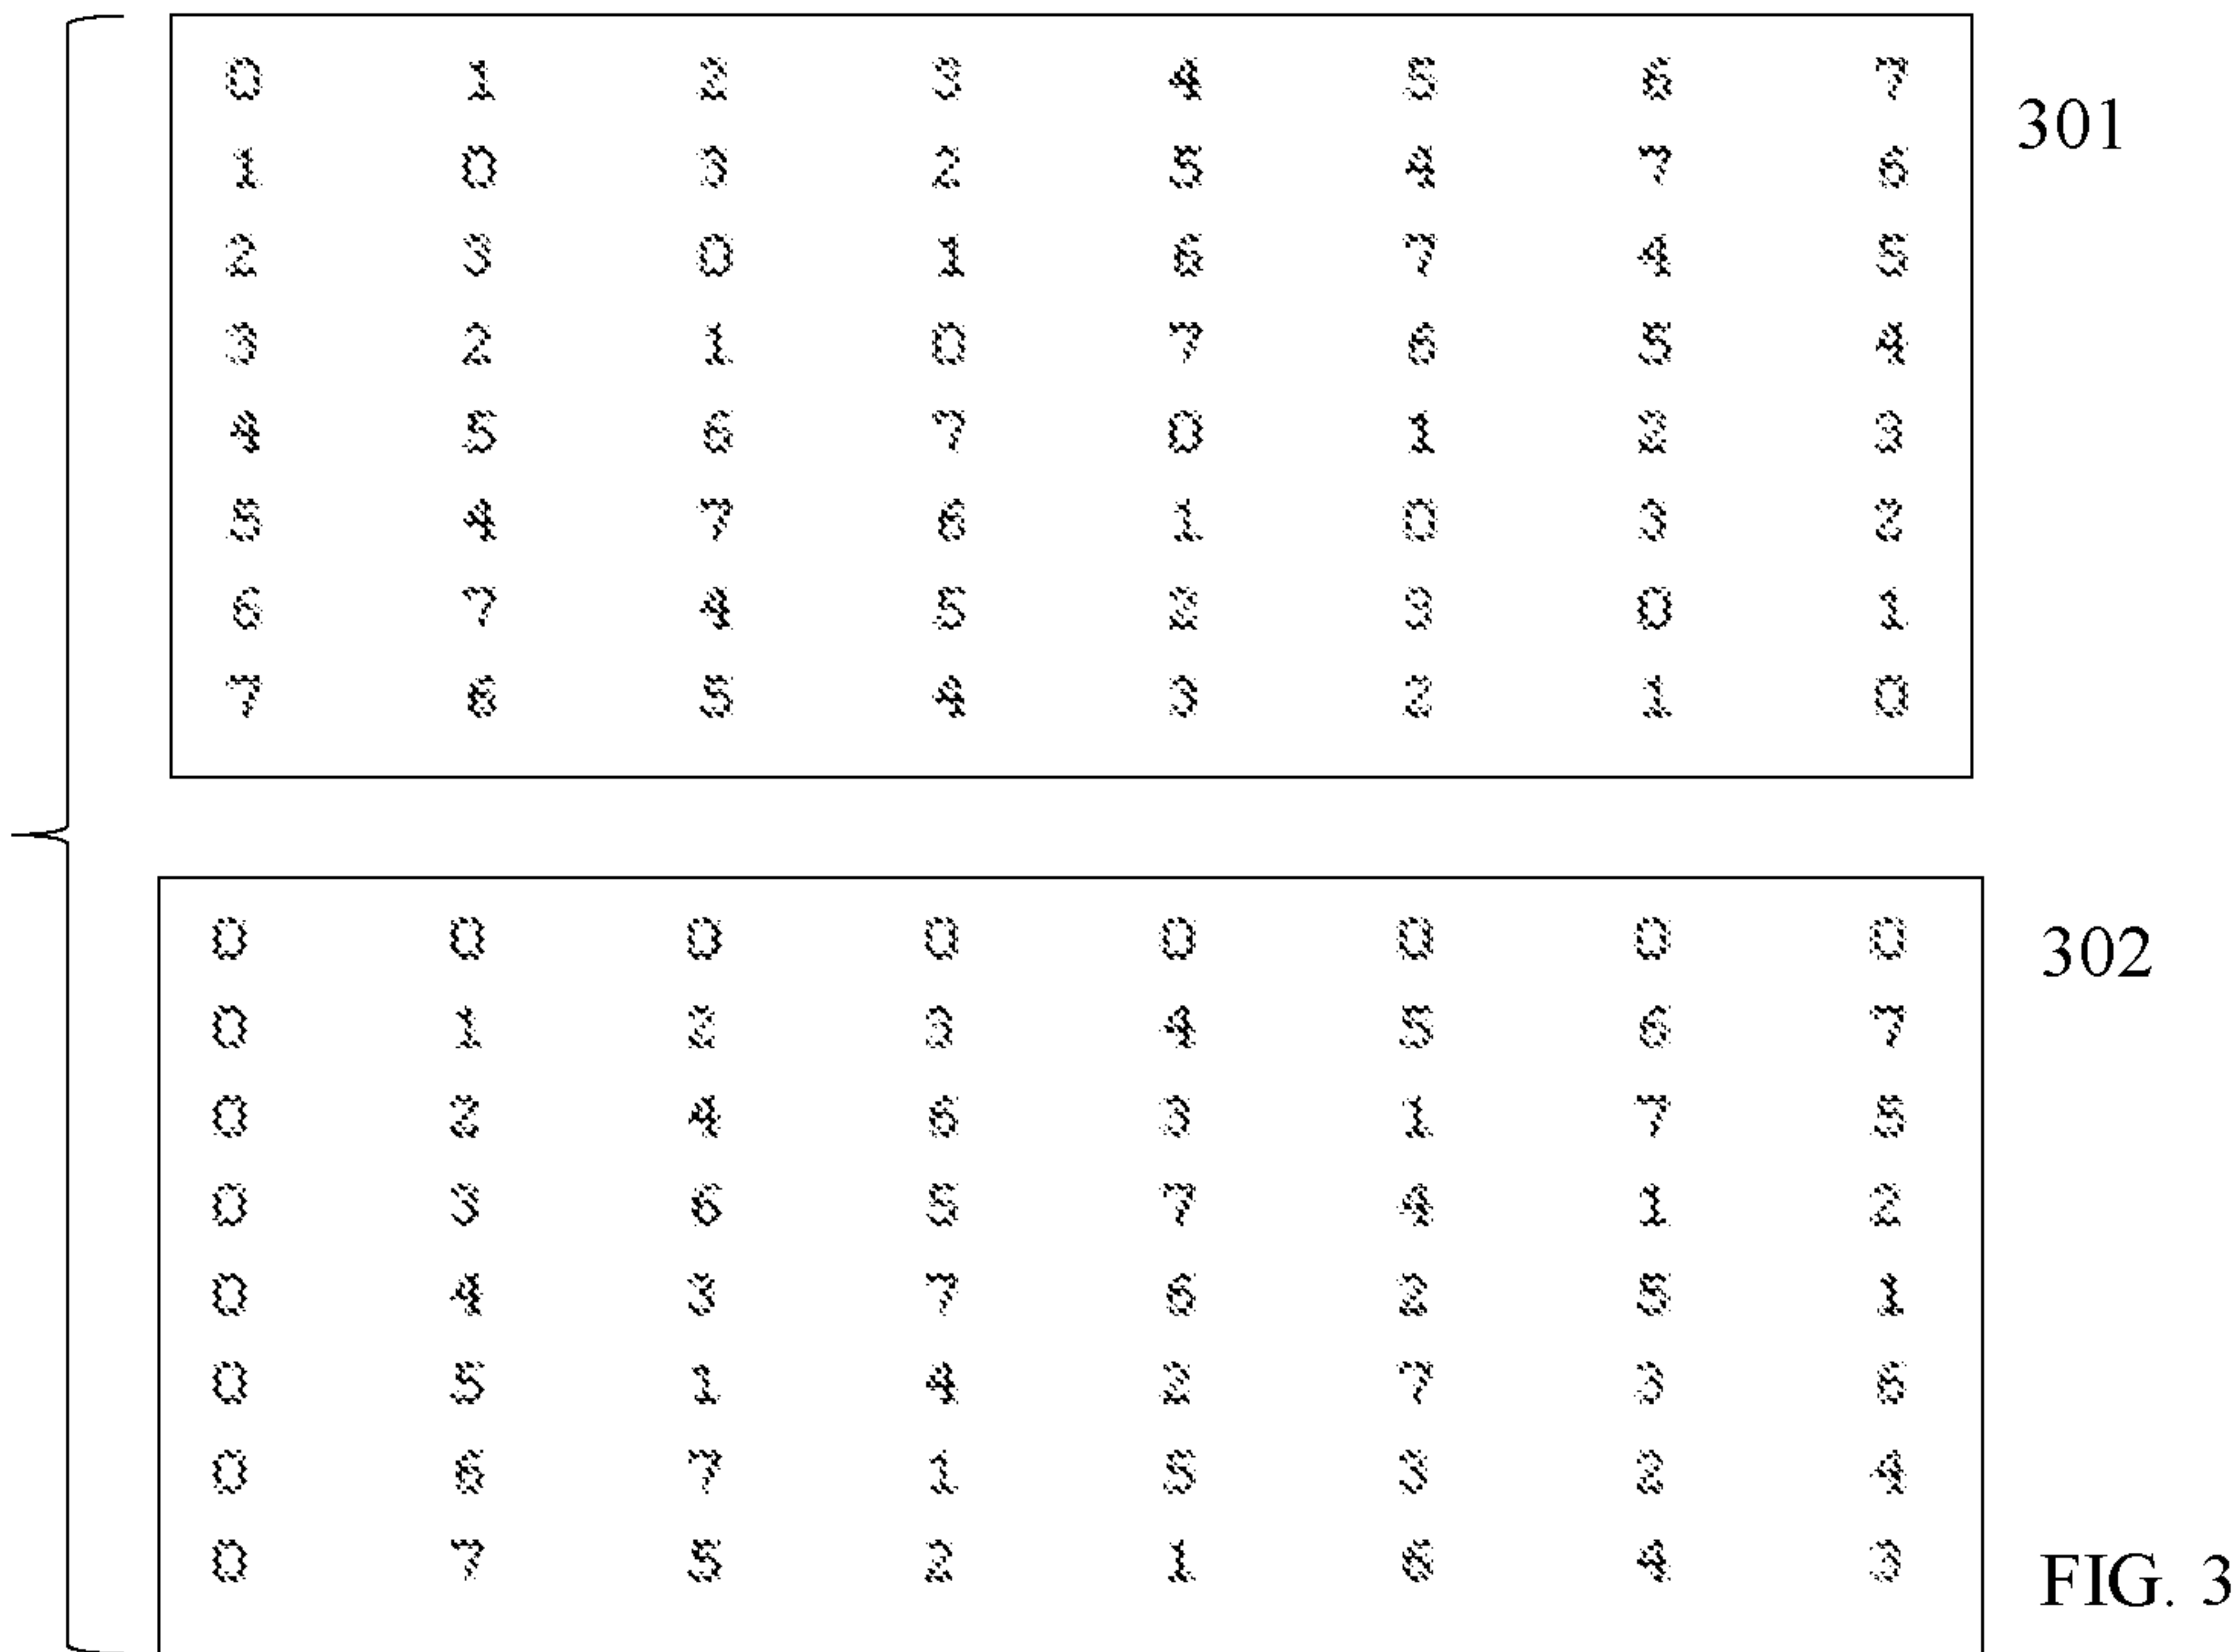 0 1 2 3 4 5 6 7
301
1 0 3 2 5 4 7 6
2 3 0 1 6 7 4 5
3 2 1 0 7 6 5 4
4 5 6 7 0 1 2 3
5 4 7 6 1 0 3 2
6 7 4 5 2 3 0 1
7 6 5 4 3 2 1 0
0 0 0 0 0 0 0 0
302
0 1 2 3 4 5 6 7
0 2 4 6 3 1 7 5
0 3 6 5 7 4 1 2
0 4 3 7 6 2 5 1
0 5 1 4 2 7 3 6
0 6 7 1 5 3 2 4
0 7 5 2 1 6 4 3
FIG. 3